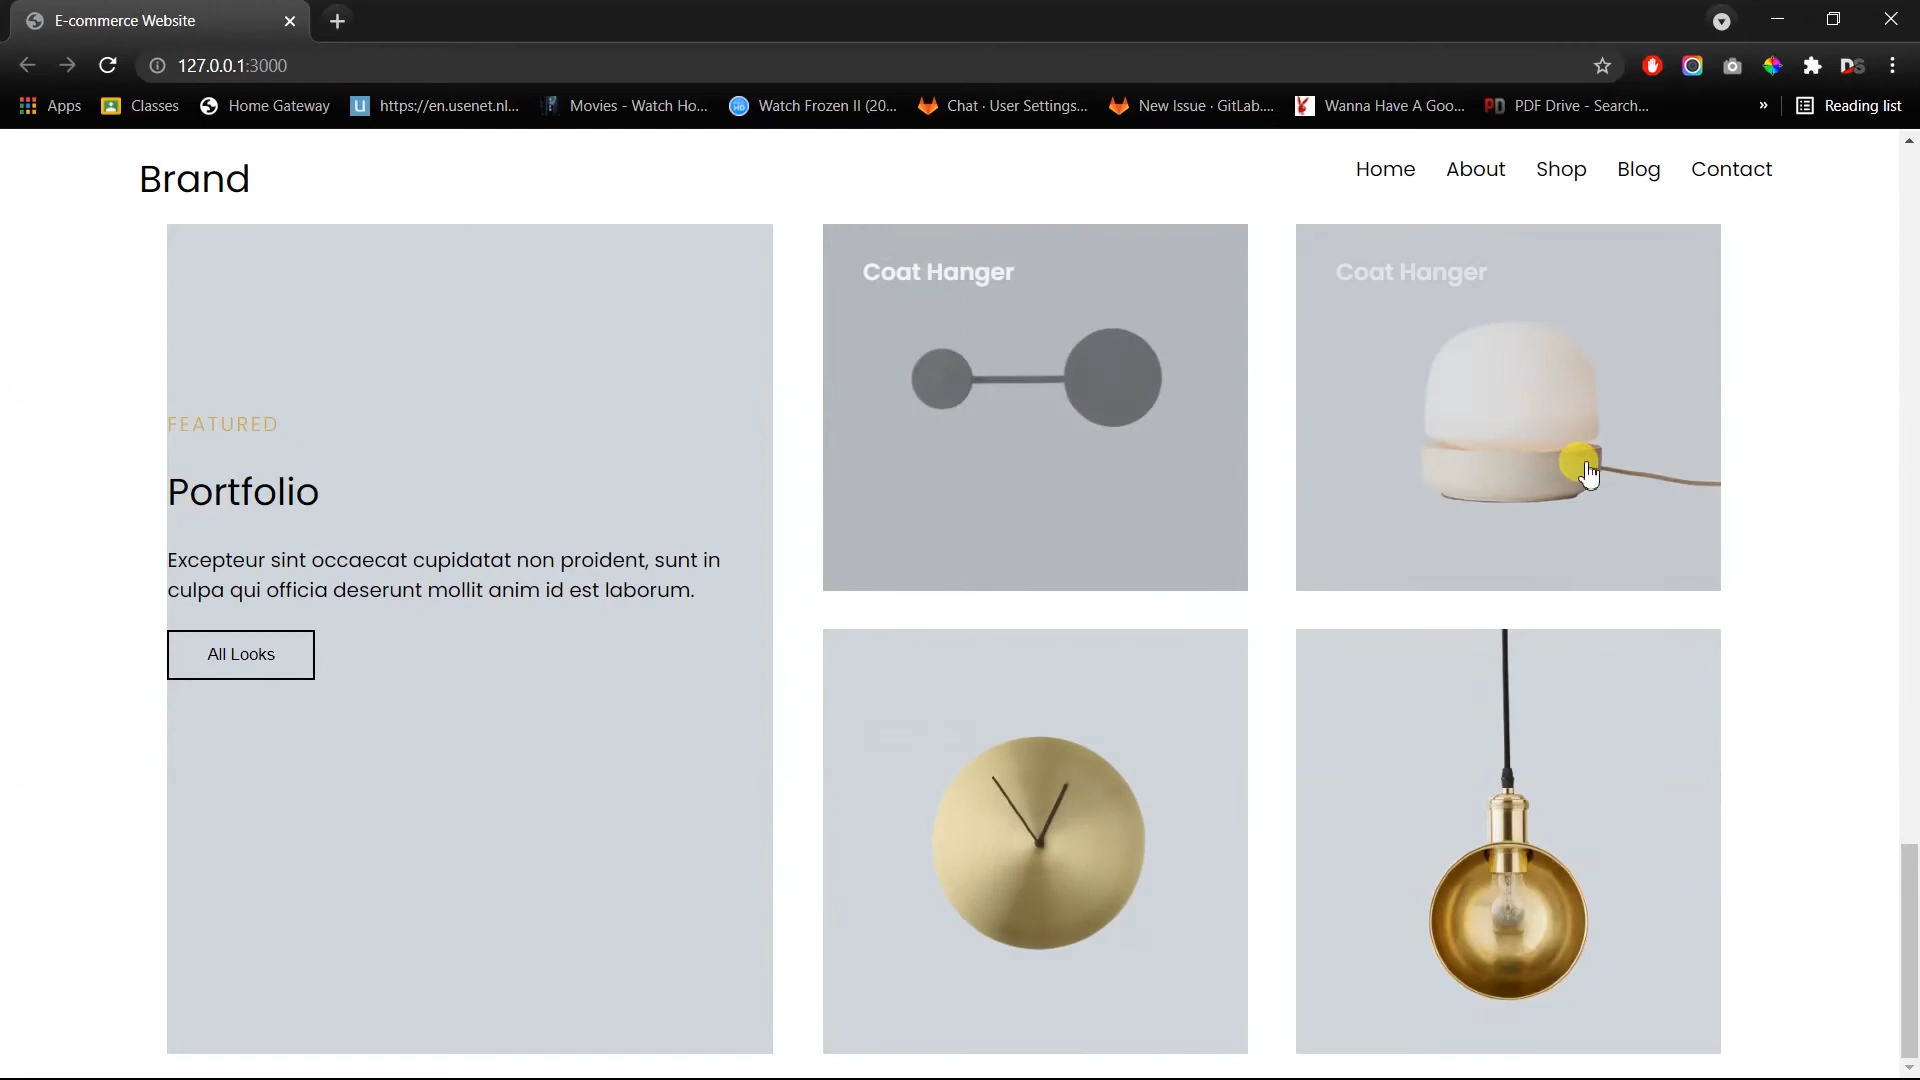 E-commerce Website
127.0.0.1:3000
Apps
Classes
Home Gateway
https://en.usenet.nl...
Movies - Watch Ho...
Watch Frozen II (20...
Chat · User Settings...
New Issue · GitLab....
Wanna Have A Goo...
PDF Drive - Search...
»
Reading list
Brand
Home
About
Shop
Blog
Contact
FEATURED
Portfolio
Excepteur sint occaecat cupidatat non proident, sunt in
culpa qui officia deserunt mollit anim id est laborum.
All Looks
Coat Hanger
Coat Hanger